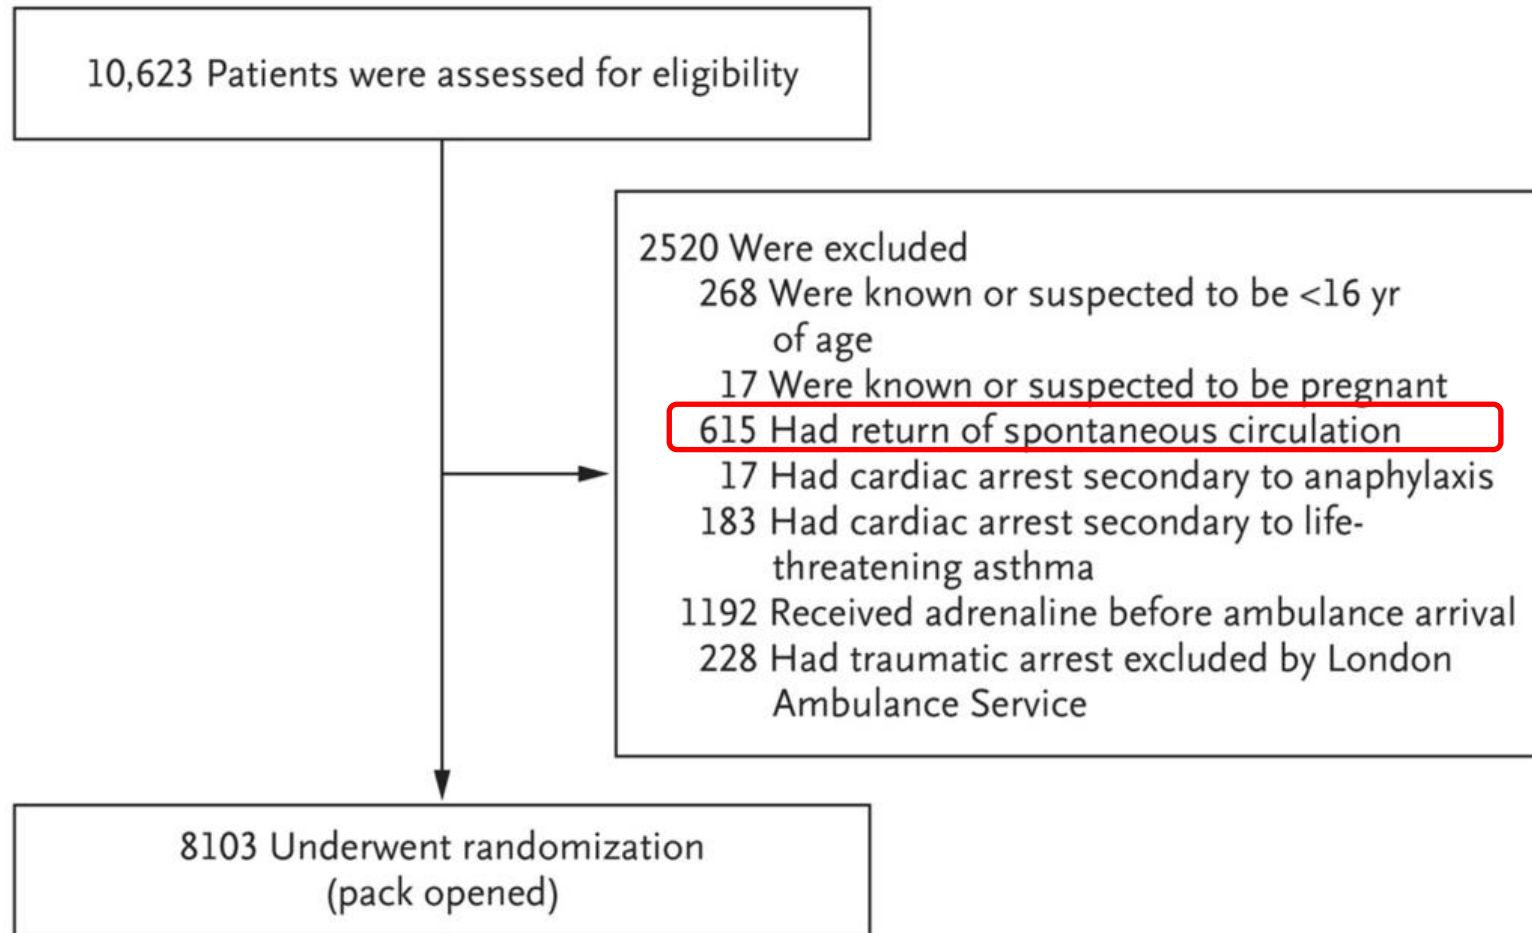 10,623 Patients were assessed for eligibility
2520 Were excluded
268 Were known or suspected to be <16 yr
of age
17 Were known or suspected to be pregnant
615 Had return of spontaneous circulation
17 Had cardiac arrest secondary to anaphylaxis
183 Had cardiac arrest secondary to life-
threatening asthma
1192 Received adrenaline before ambulance arrival
228 Had traumatic arrest excluded by London
Ambulance Service
8103 Underwent randomization
(pack opened)